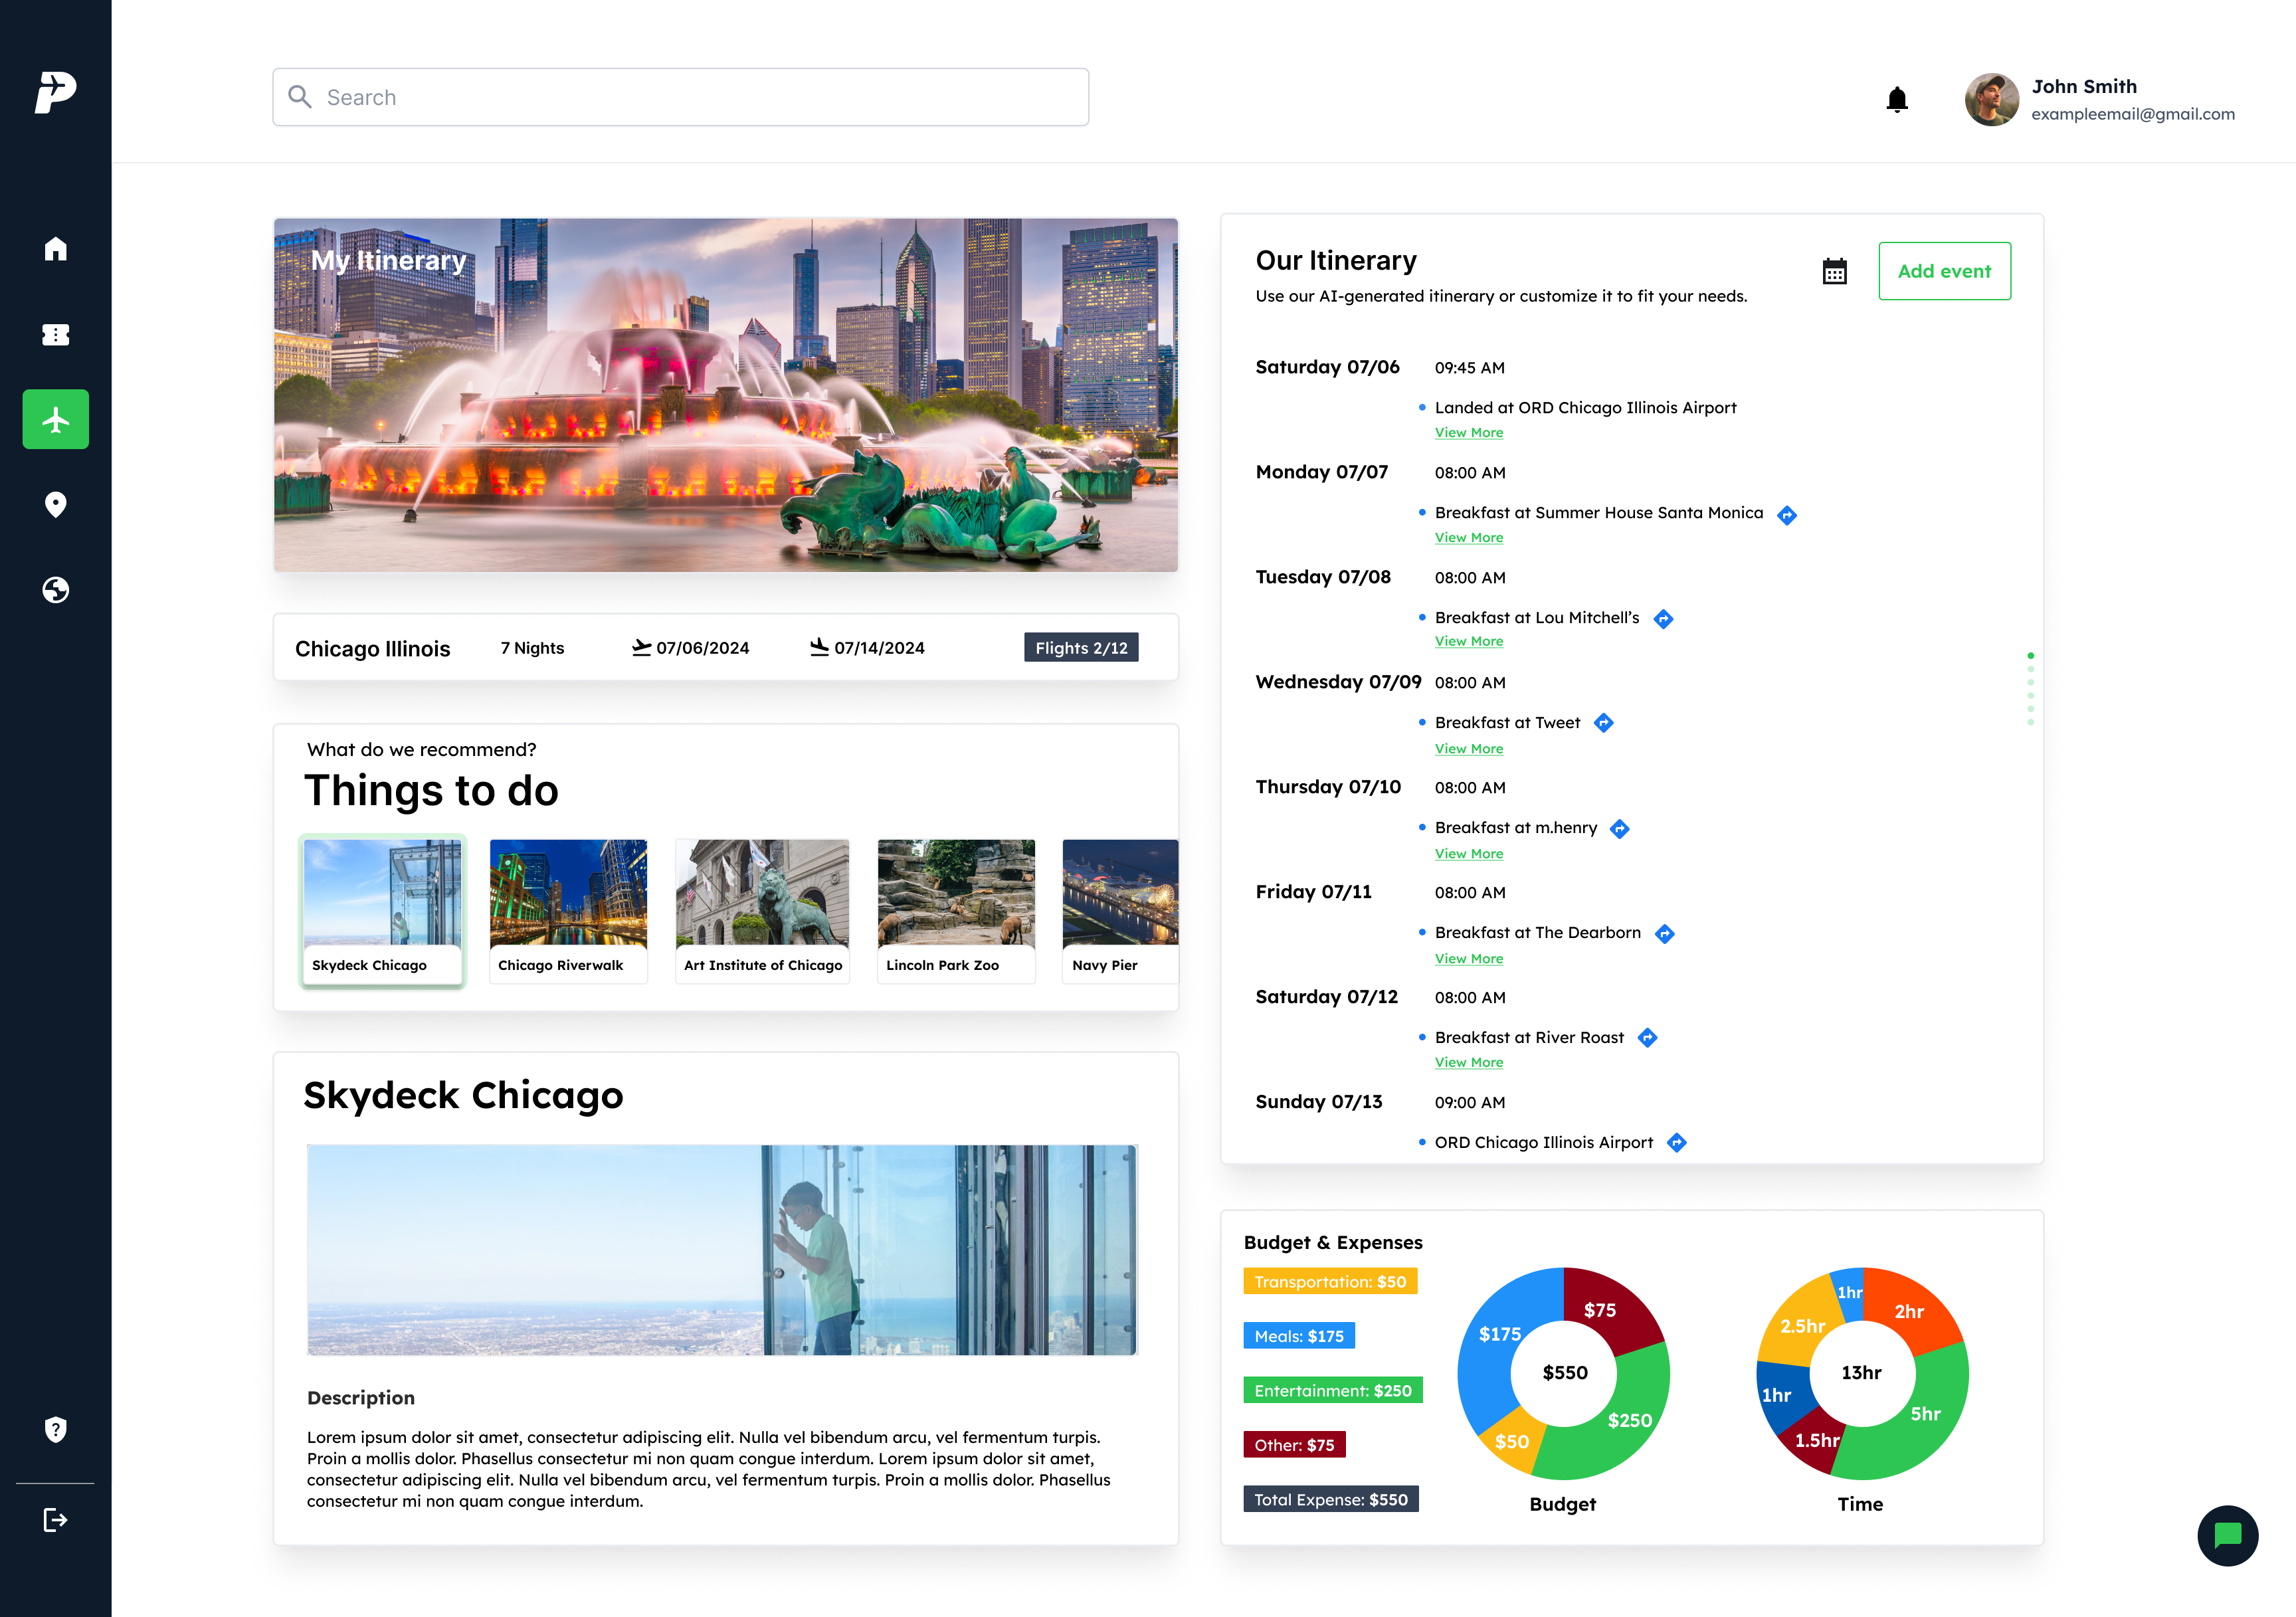 Search
John Smith
exampleemail@gmail.com
My Itinerary
Chicago Illinois 7 Nights 07/06/2024 07/14/2024 Flights 2/12
What do we recommend?
Things to do
Skydeck Chicago
Chicago Riverwalk
Art Institute of Chicago
Lincoln Park Zoo
Navy Pier
Skydeck Chicago
Description
Lorem ipsum dolor sit amet, consectetur adipiscing elit. Nulla vel bibendum arcu, vel fermentum turpis.
Proin a mollis dolor. Phasellus consectetur mi non quam congue interdum. Lorem ipsum dolor sit amet,
consectetur adipiscing elit. Nulla vel bibendum arcu, vel fermentum turpis. Proin a mollis dolor. Phasellus
consectetur mi non quam congue interdum.
Our Itinerary
Use our AI-generated itinerary or customize it to fit your needs.
Add event
Saturday 07/06 09:45 AM
Landed at ORD Chicago Illinois Airport
View More
Monday 07/07 08:00 AM
Breakfast at Summer House Santa Monica
View More
Tuesday 07/08 08:00 AM
Breakfast at Lou Mitchell’s
View More
Wednesday 07/09 08:00 AM
Breakfast at Tweet
View More
Thursday 07/10 08:00 AM
Breakfast at m.henry
View More
Friday 07/11 08:00 AM
Breakfast at The Dearborn
View More
Saturday 07/12 08:00 AM
Breakfast at River Roast
View More
Sunday 07/13 09:00 AM
ORD Chicago Illinois Airport
Budget & Expenses
Transportation: $50
Meals: $175
Entertainment: $250
Other: $75
Total Expense: $550
$75
$175
$550
$250
$50
Budget
1hr
2hr
2.5hr
13hr
1hr
5hr
1.5hr
Time